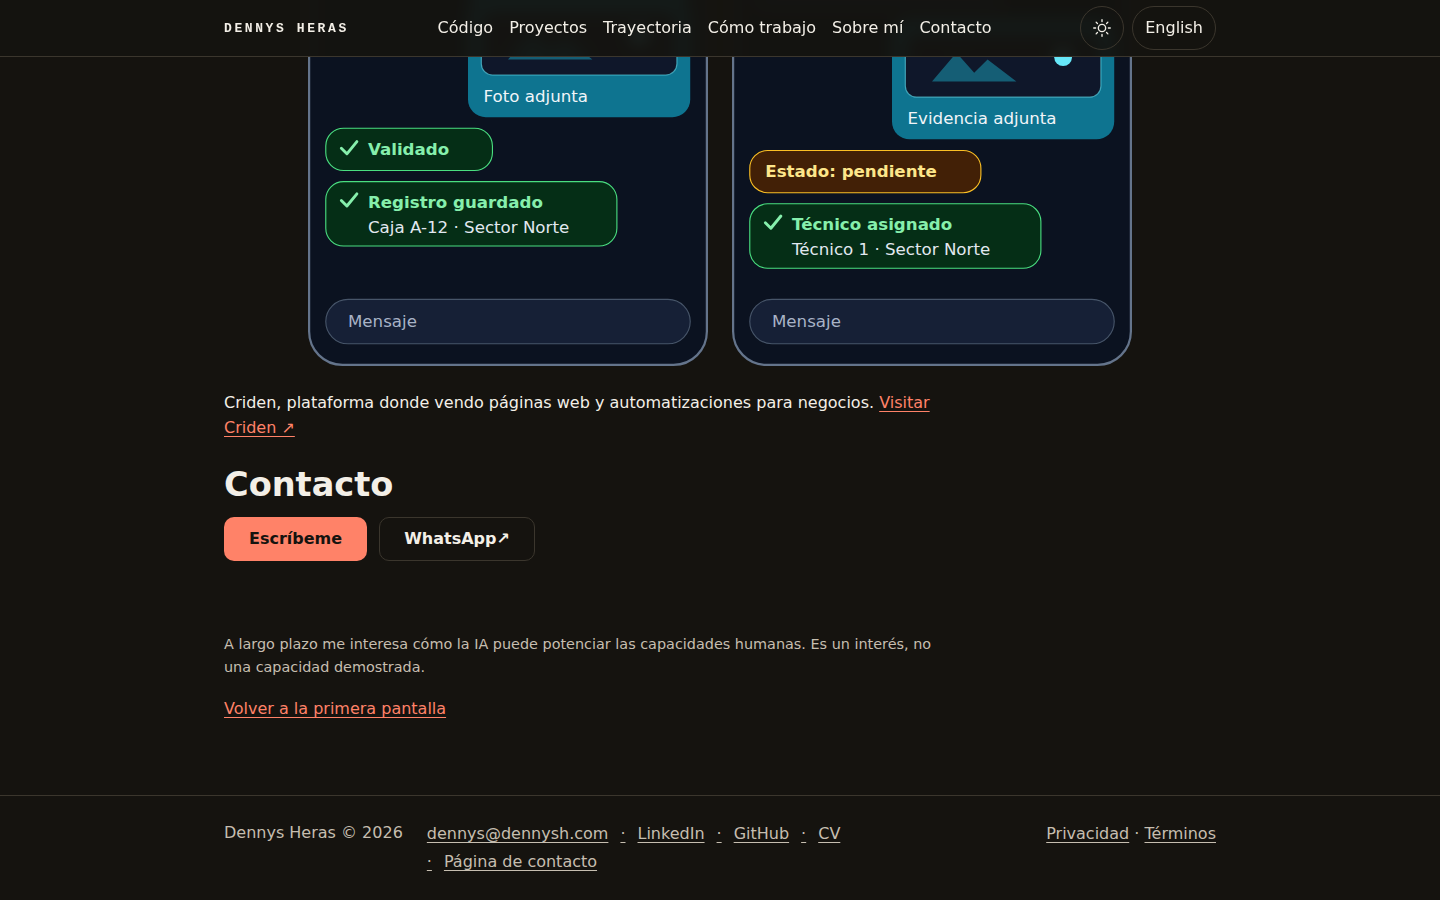 DENNYS HERAS
Código Proyectos Trayectoria Cómo trabajo Sobre mí Contacto
English
Foto adjunta
Validado
Registro guardado
Caja A-12 · Sector Norte
Mensaje
Evidencia adjunta
Estado: pendiente
Técnico asignado
Técnico 1 · Sector Norte
Mensaje
Criden, plataforma donde vendo páginas web y automatizaciones para negocios. Visitar
Criden ↗
Contacto
Escríbeme
WhatsApp↗
A largo plazo me interesa cómo la IA puede potenciar las capacidades humanas. Es un interés, no
una capacidad demostrada.
Volver a la primera pantalla
Dennys Heras © 2026
dennys@dennysh.com · LinkedIn · GitHub · CV
· Página de contacto
Privacidad · Términos